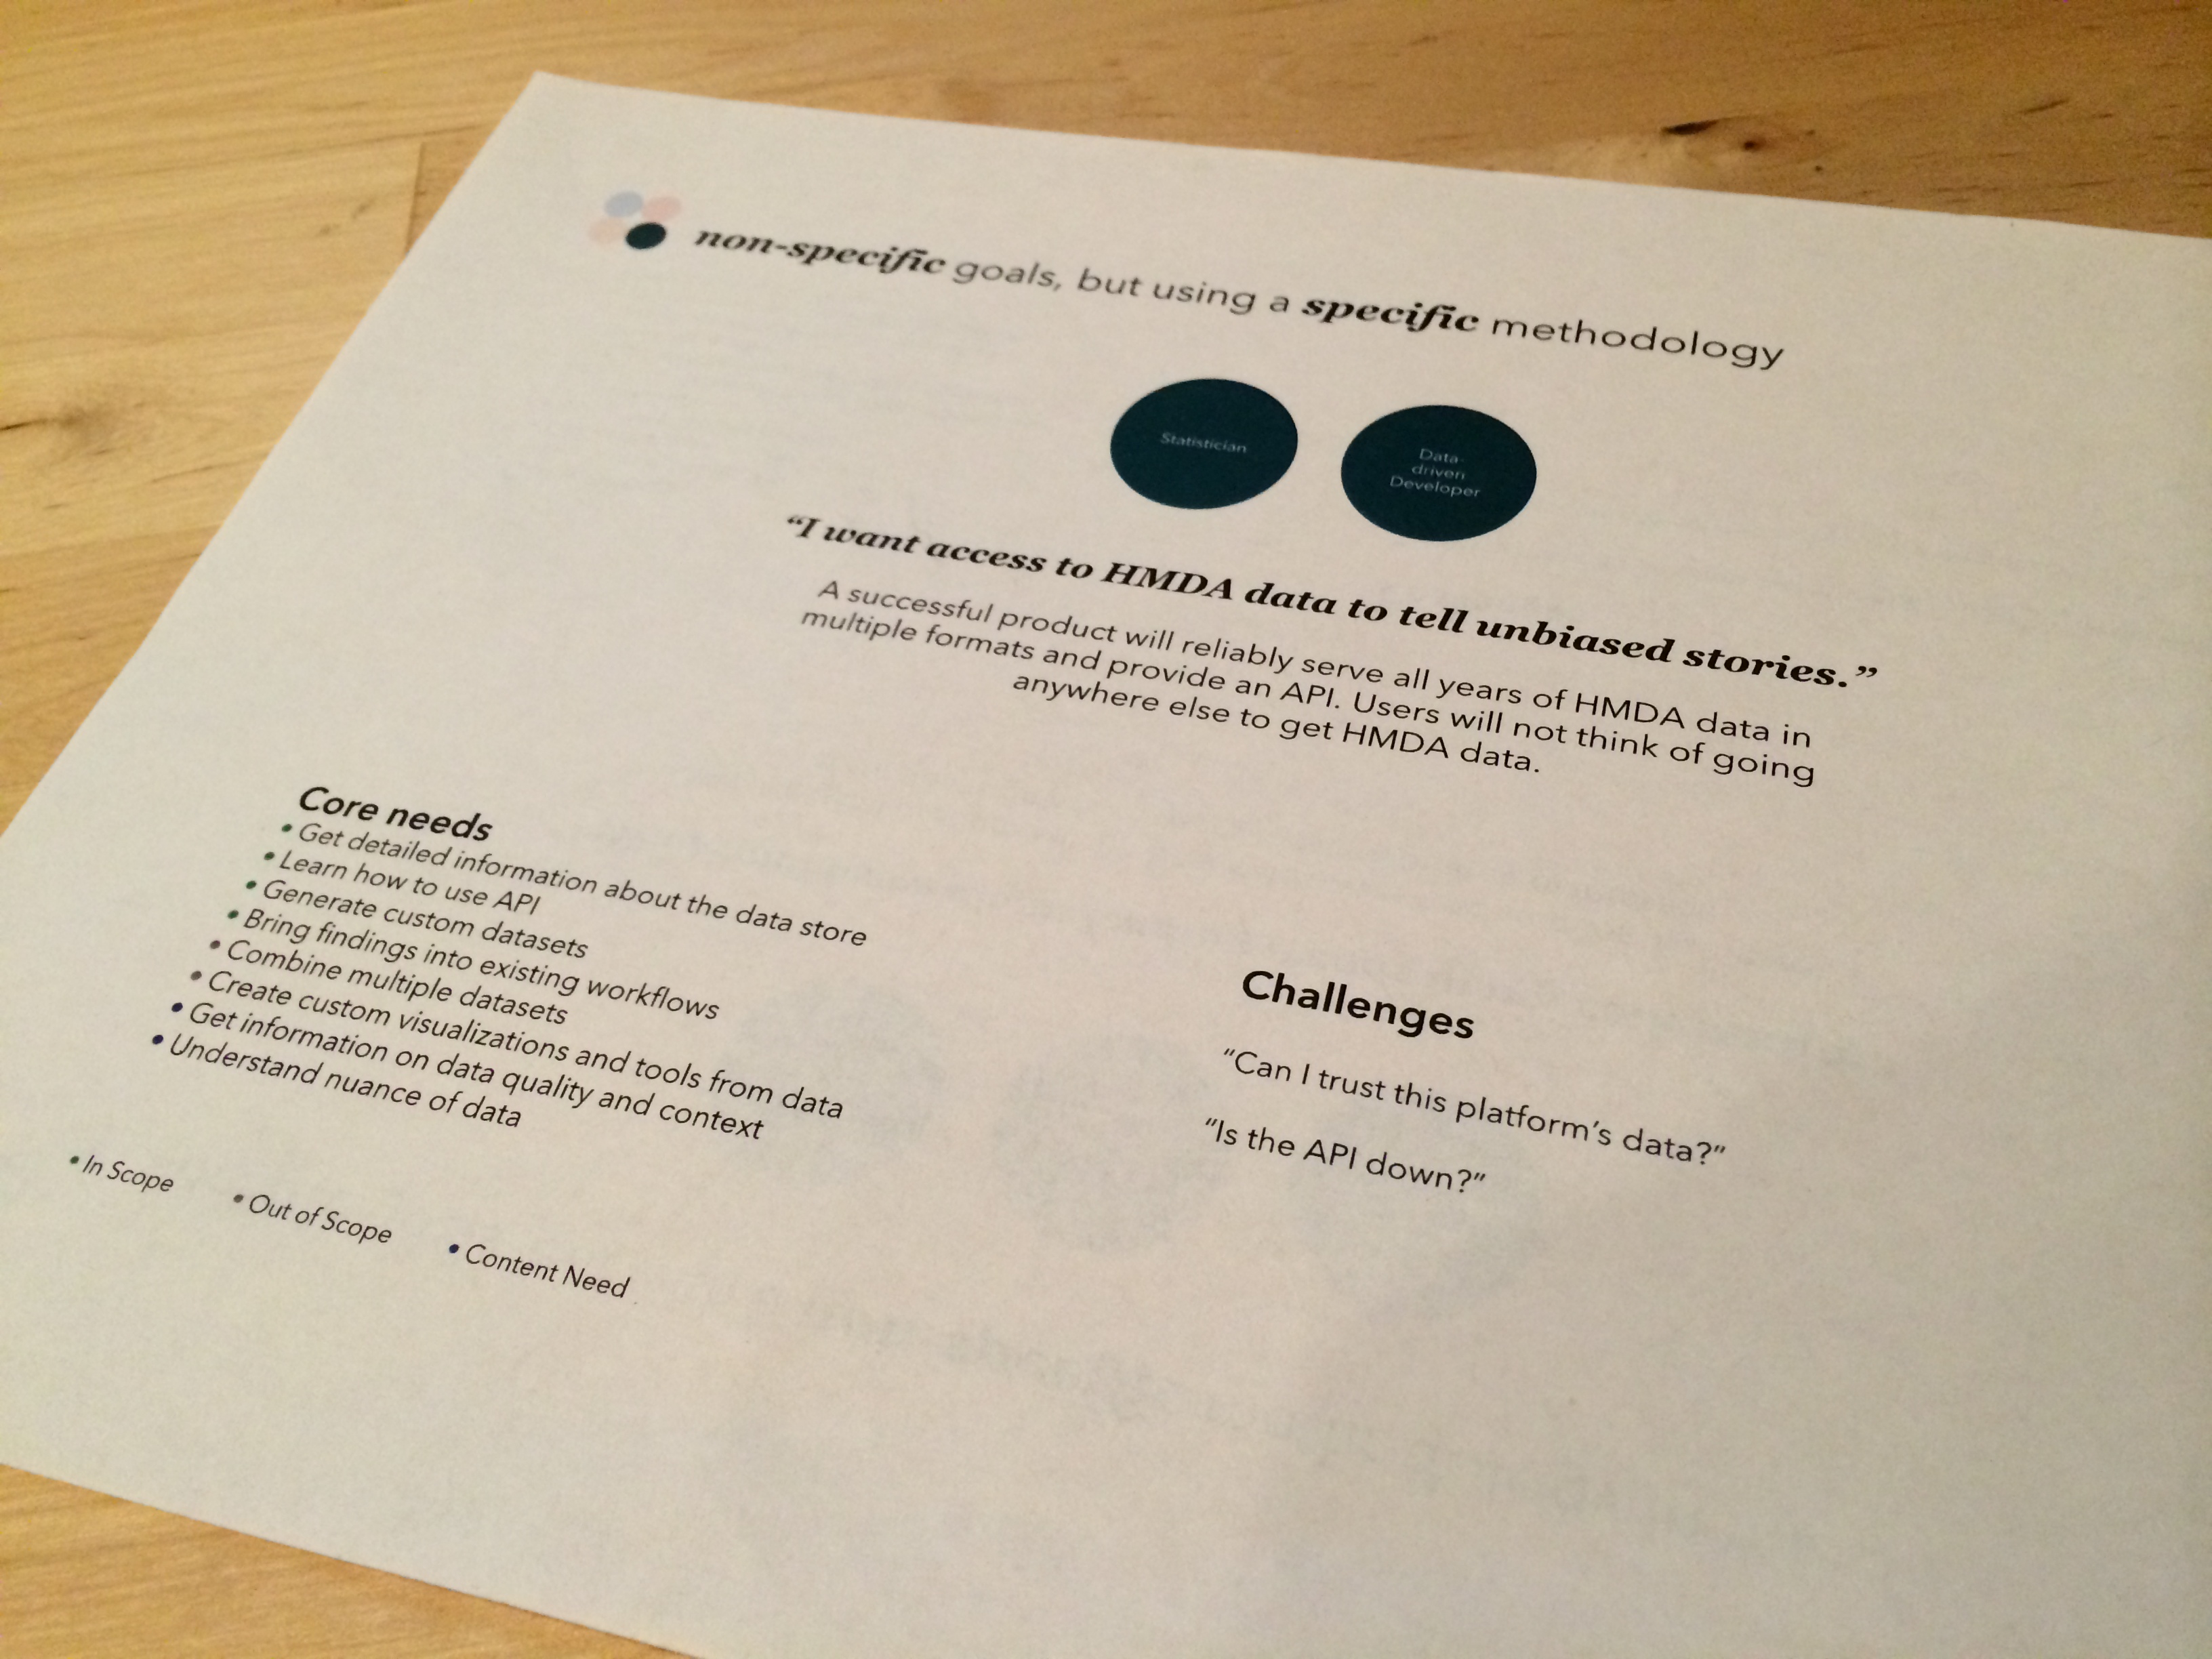 non-specific goals, but using a specific methodology
Statistician
Data-
driven
Developer
“I want access to HMDA data to tell unbiased stories.”
A successful product will reliably serve all years of HMDA data in
multiple formats and provide an API. Users will not think of going
anywhere else to get HMDA data.
Core needs
• Get detailed information about the data store
• Learn how to use API
• Generate custom datasets
• Bring findings into existing workflows
• Combine multiple datasets
• Create custom visualizations and tools from data
• Get information on data quality and context
• Understand nuance of data
• In Scope
• Out of Scope
• Content Need
Challenges
“Can I trust this platform’s data?”
“Is the API down?”